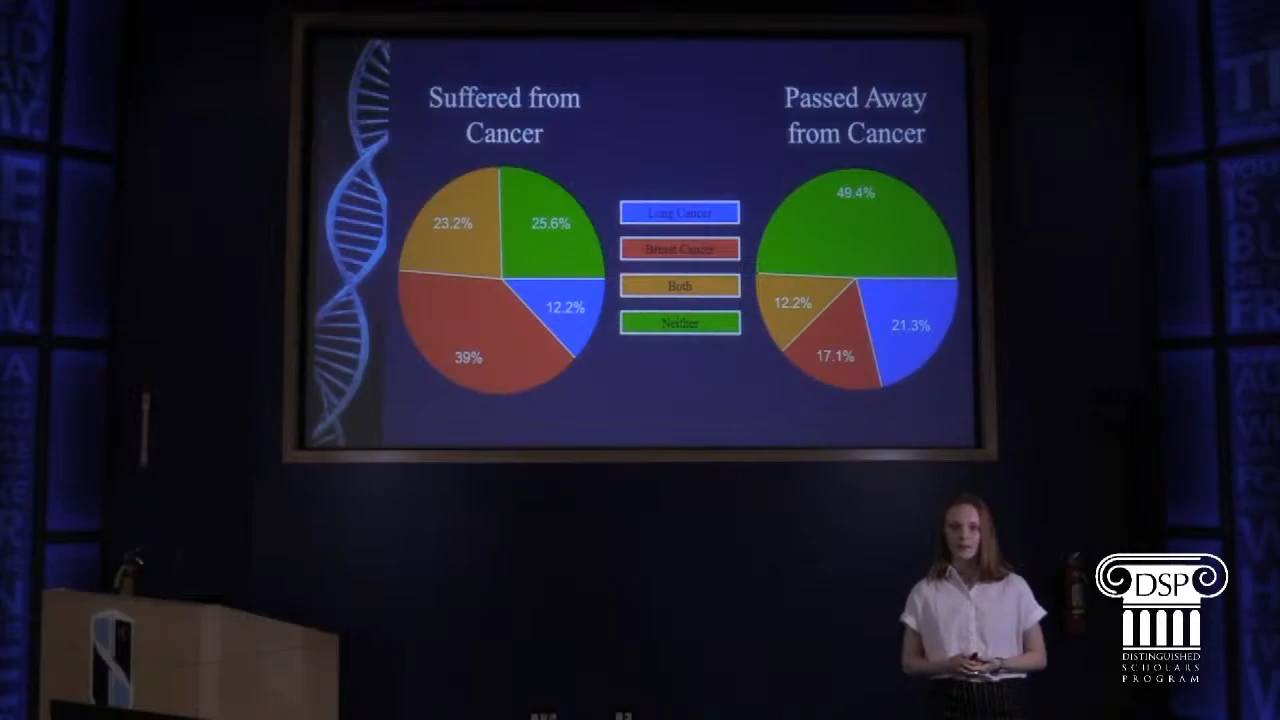 Suffered from
Cancer
Passed Away
from Cancer
23.2%
25.6%
12.2%
39%
Lung Cancer
Breast Cancer
Both
Neither
49.4%
12.2%
21.3%
17.1%
DSP
DISTINGUISHED
SCHOLARS
PROGRAM